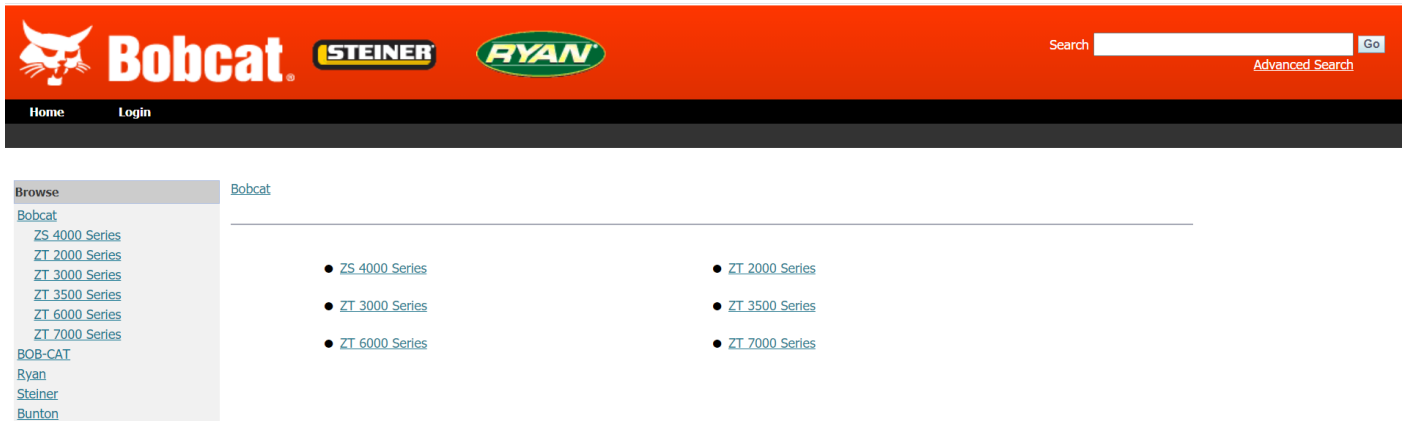 Bobcat® STEINER RYAN Search Go
Advanced Search
Home Login
Browse
Bobcat
ZS 4000 Series
ZT 2000 Series
ZT 3000 Series
ZT 3500 Series
ZT 6000 Series
ZT 7000 Series
BOB-CAT
Ryan
Steiner
Bunton
Bobcat
ZS 4000 Series ZT 2000 Series
ZT 3000 Series ZT 3500 Series
ZT 6000 Series ZT 7000 Series